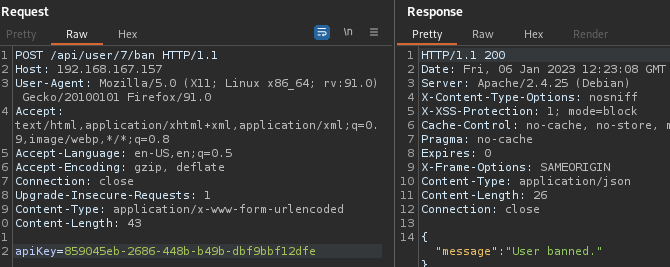 Request
Response
Pretty Raw Hex
\n
Pretty Raw Hex Render
1 POST /api/user/7/ban HTTP/1.1
2 Host: 192.168.167.157
3 User-Agent: Mozilla/5.0 (X11; Linux x86_64; rv:91.0)
Gecko/20100101 Firefox/91.0
4 Accept:
text/html,application/xhtml+xml,application/xml;q=0.
9,image/webp,*/*;q=0.8
5 Accept-Language: en-US,en;q=0.5
6 Accept-Encoding: gzip, deflate
7 Connection: close
8 Upgrade-Insecure-Requests: 1
9 Content-Type: application/x-www-form-urlencoded
0 Content-Length: 43
1
2 apiKey=859045eb-2686-448b-b49b-dbf9bbf12dfe
1 HTTP/1.1 200
2 Date: Fri, 06 Jan 2023 12:23:08 GMT
3 Server: Apache/2.4.25 (Debian)
4 X-Content-Type-Options: nosniff
5 X-XSS-Protection: 1; mode=block
6 Cache-Control: no-cache, no-store, m
7 Pragma: no-cache
8 Expires: 0
9 X-Frame-Options: SAMEORIGIN
10 Content-Type: application/json
11 Content-Length: 26
12 Connection: close
13
14 {
"message":"User banned."
}